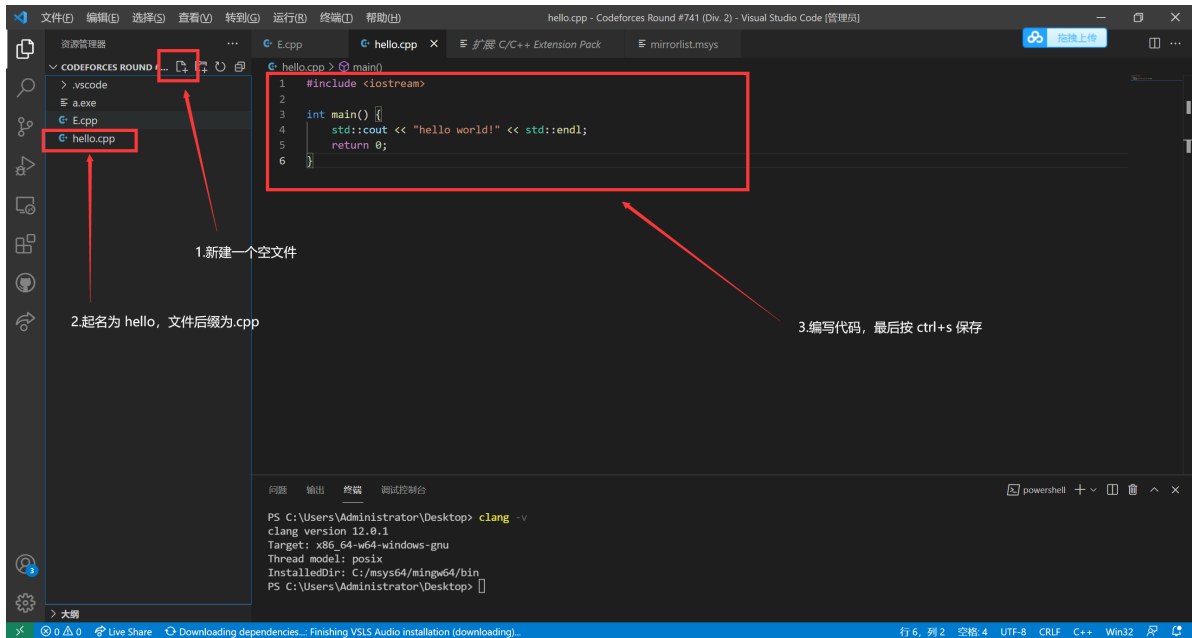 文件(F) 编辑(E) 选择(S) 查看(V) 转到(G) 运行(R) 终端(T) 帮助(H) hello.cpp - Codeforces Round #741 (Div. 2) - Visual Studio Code [管理员]
资源管理器 ··· E.cpp hello.cpp 扩展 C/C++ Extension Pack mirrorlist.msys 拖拽上传
CODEFORCES ROUND #... hello.cpp > main()
.vscode
a.exe
E.cpp
hello.cpp
1 #include <iostream>
2
3 int main() {
4 std::cout << "hello world!" << std::endl;
5 return 0;
6 }
1.新建一个空文件
2.起名为 hello，文件后缀为.cpp
3.编写代码，最后按 ctrl+s 保存
问题 输出 终端 调试控制台 powershell
PS C:\Users\Administrator\Desktop> clang -v
clang version 12.0.1
Target: x86_64-w64-windows-gnu
Thread model: posix
InstalledDir: C:/msys64/mingw64/bin
PS C:\Users\Administrator\Desktop>
3
大纲
0 0 Live Share Downloading dependencies...: Finishing VSLS Audio installation (downloading)... 行 6，列 2 空格: 4 UTF-8 CRLF C++ Win32